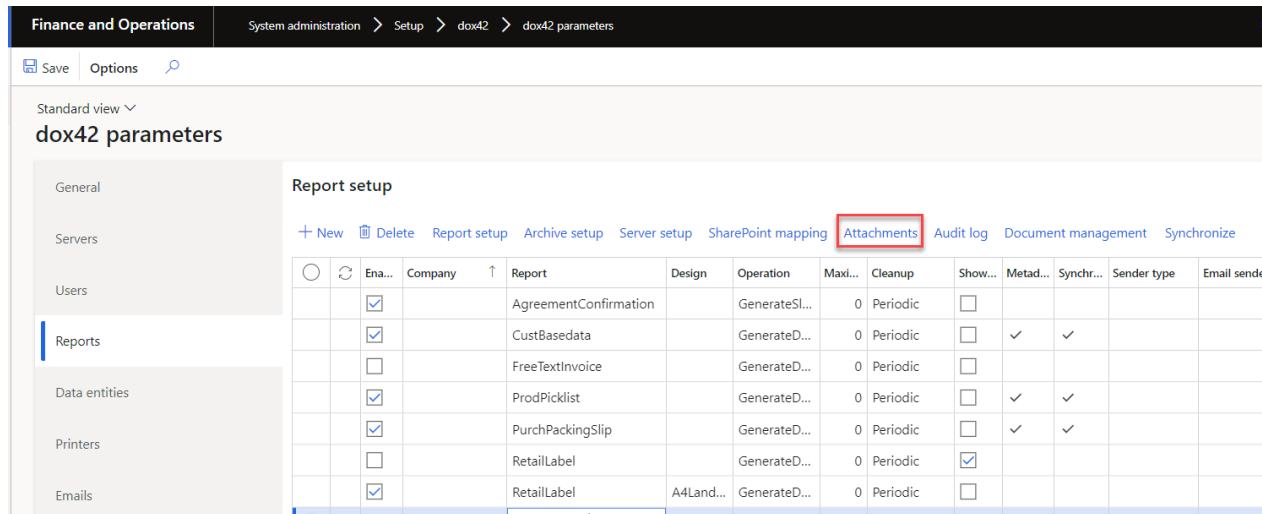 Finance and Operations System administration > Setup > dox42 > dox42 parameters
Save Options
Standard view
dox42 parameters
General
Servers
Users
Reports
Data entities
Printers
Emails
Report setup
New Delete Report setup Archive setup Server setup SharePoint mapping Attachments Audit log Document management Synchronize
Ena... Company Report Design Operation Maxi... Cleanup Show... Metad... Synchr... Sender type Email sende
AgreementConfirmation GenerateSl... 0 Periodic
CustBasedata GenerateD... 0 Periodic
FreeTextInvoice GenerateD... 0 Periodic
ProdPicklist GenerateD... 0 Periodic
PurchPackingSlip GenerateD... 0 Periodic
RetailLabel GenerateD... 0 Periodic
RetailLabel A4Land... GenerateD... 0 Periodic